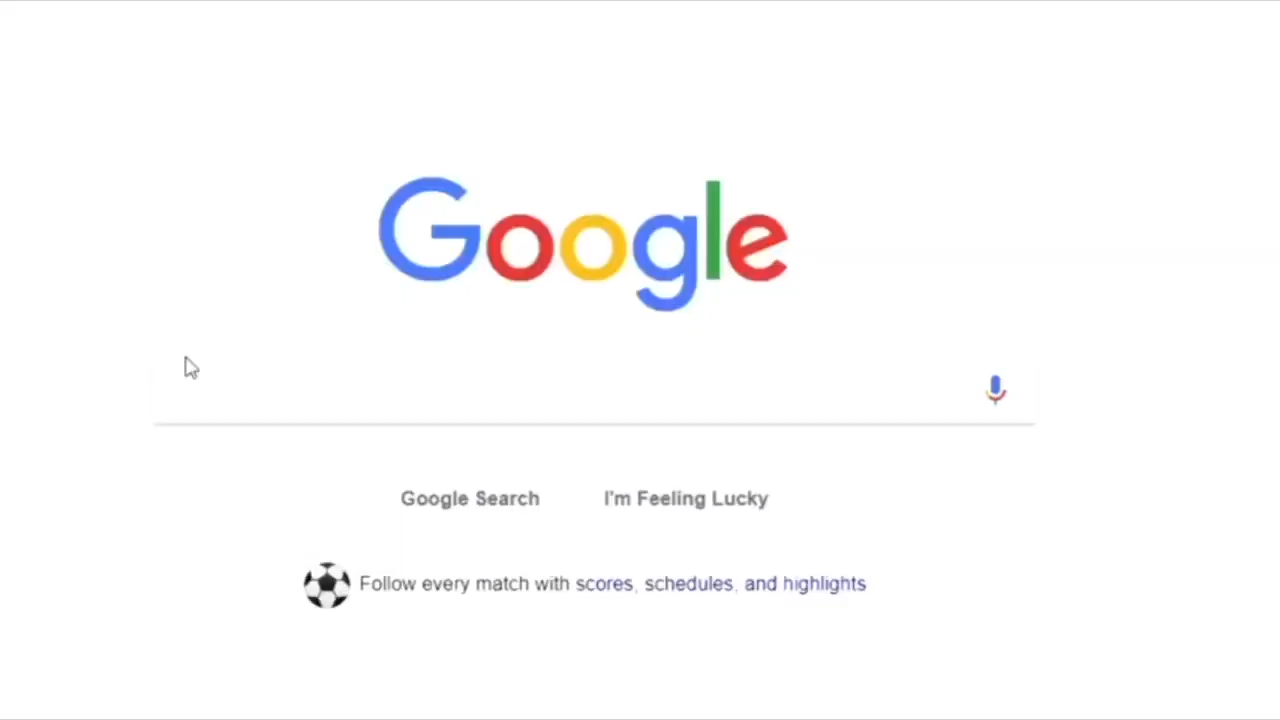 Google
Google Search I'm Feeling Lucky
Follow every match with scores, schedules, and highlights